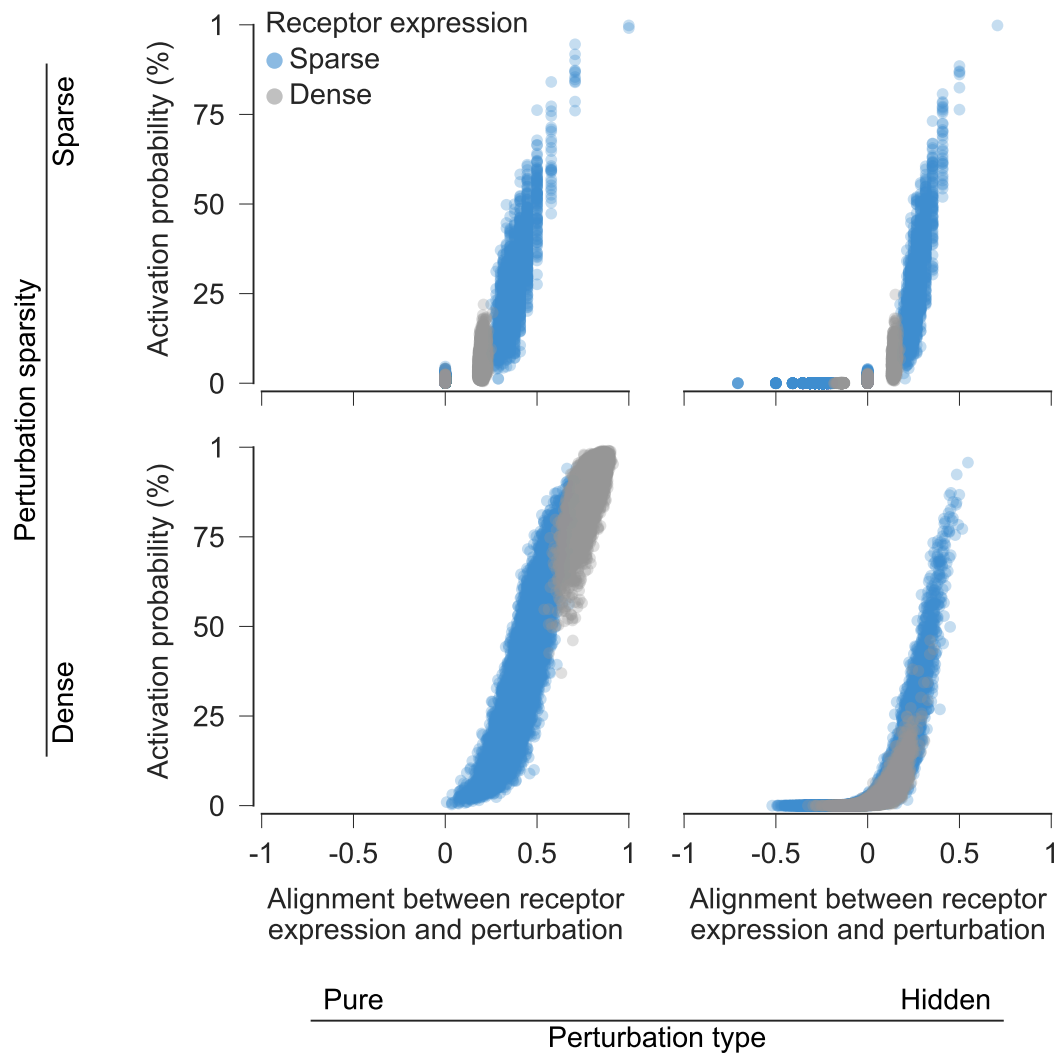 Receptor expression
Sparse
Dense
Activation probability (%)
1
75
50
25
0
Sparse
Perturbation sparsity
Dense
Activation probability (%)
1
75
50
25
0
-1 -0.5 0 0.5 1
-1 -0.5 0 0.5 1
Alignment between receptor
expression and perturbation
Alignment between receptor
expression and perturbation
Pure Hidden
Perturbation type